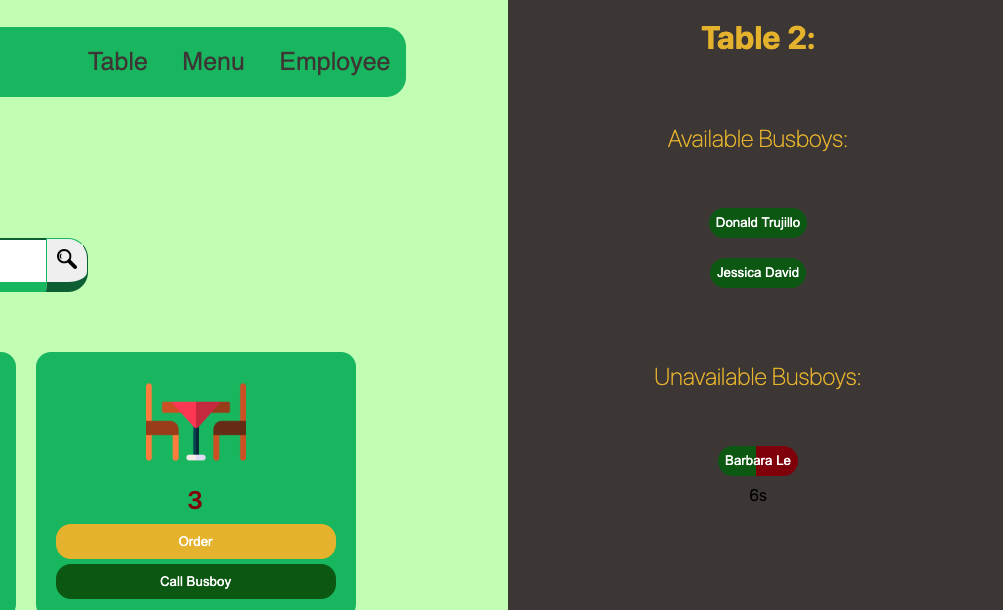 Table Menu Employee
3
Order
Call Busboy
Table 2:
Available Busboys:
Donald Trujillo
Jessica David
Unavailable Busboys:
Barbara Le
6s